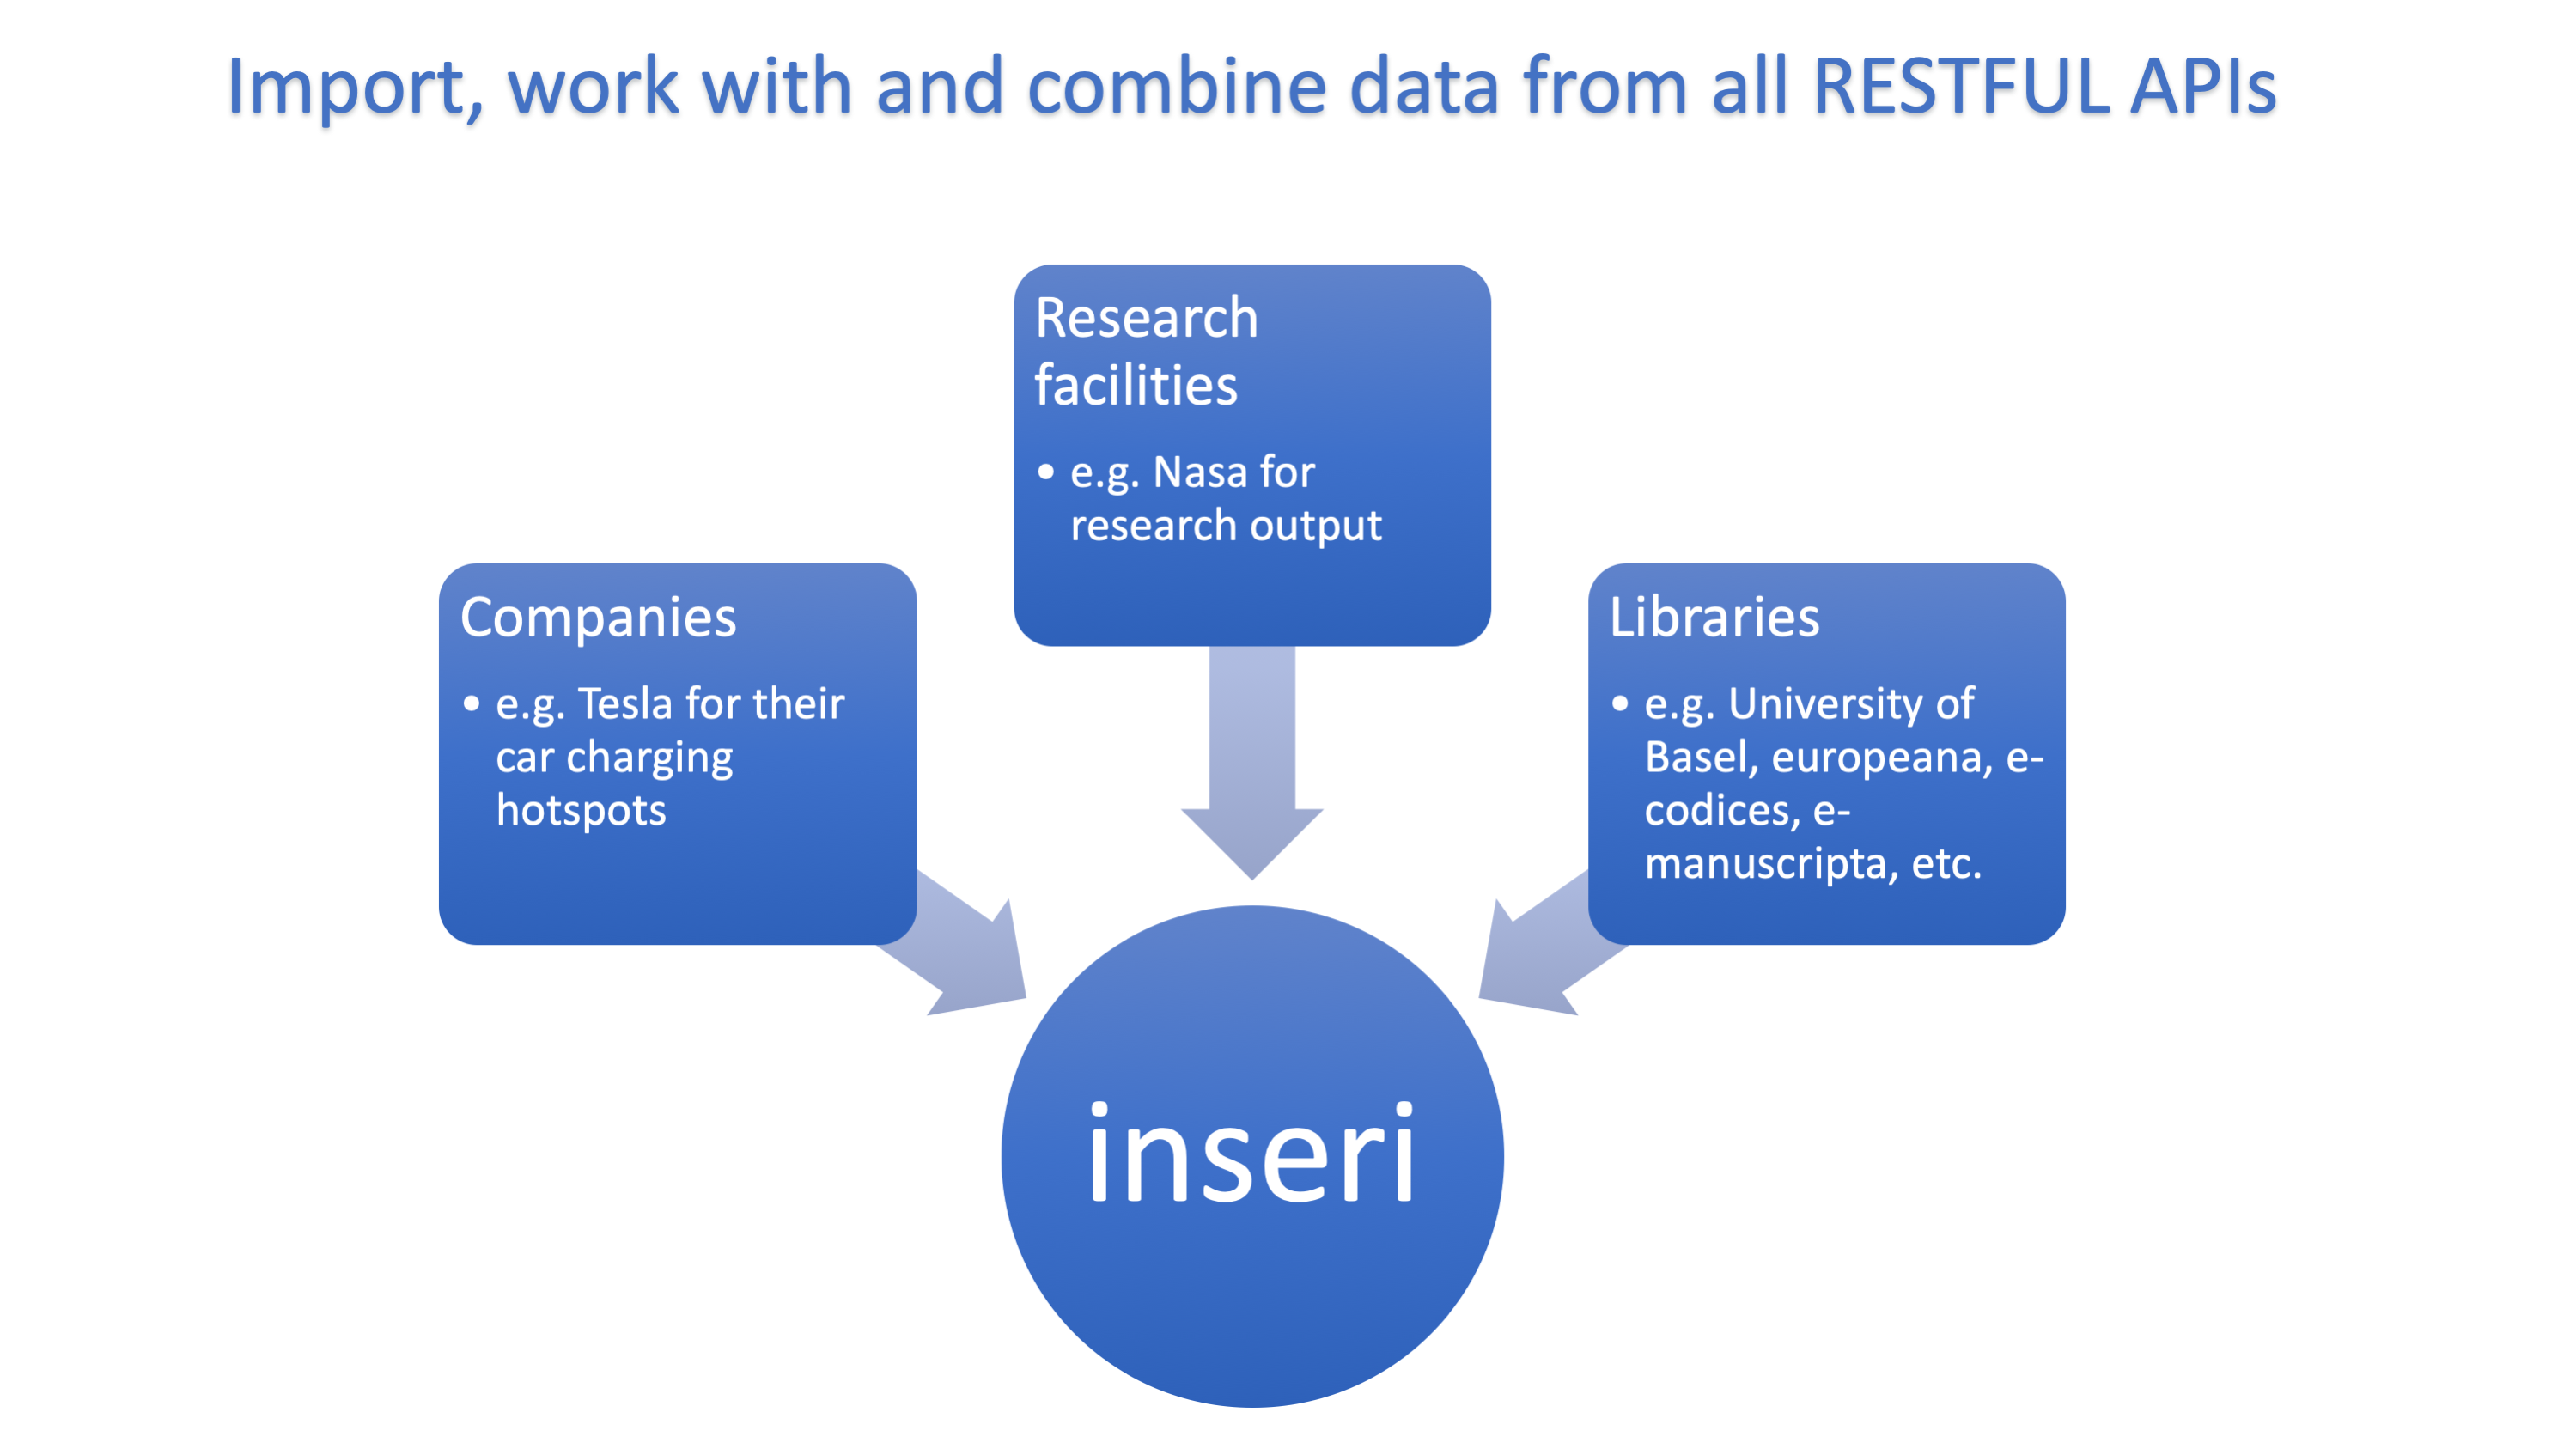 Import, work with and combine data from all RESTFUL APIs
Research
facilities
• e.g. Nasa for
research output
Companies
• e.g. Tesla for their
car charging
hotspots
Libraries
• e.g. University of
Basel, europeana, e-
codices, e-
manuscripta, etc.
inseri